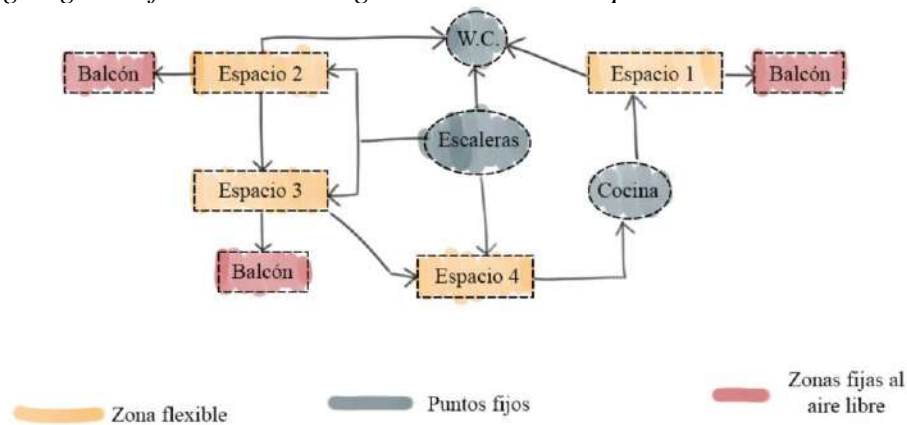 W.C.
Balcón
Espacio 2
Espacio 1
Balcón
Escaleras
Espacio 3
Cocina
Balcón
Espacio 4
Zona flexible
Puntos fijos
Zonas fijas al
aire libre